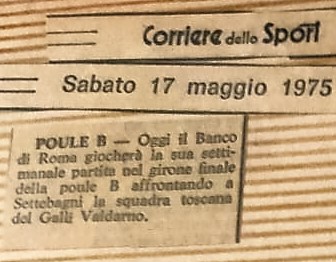 Corriere dello Sport
Sabato 17 maggio 1975
POULE B — Oggi il Banco
di Roma giocherà la sua setti-
manale partita nel girone finale
della poule B affrontando a
Settebagni la squadra toscana
del Galli Valdarno.